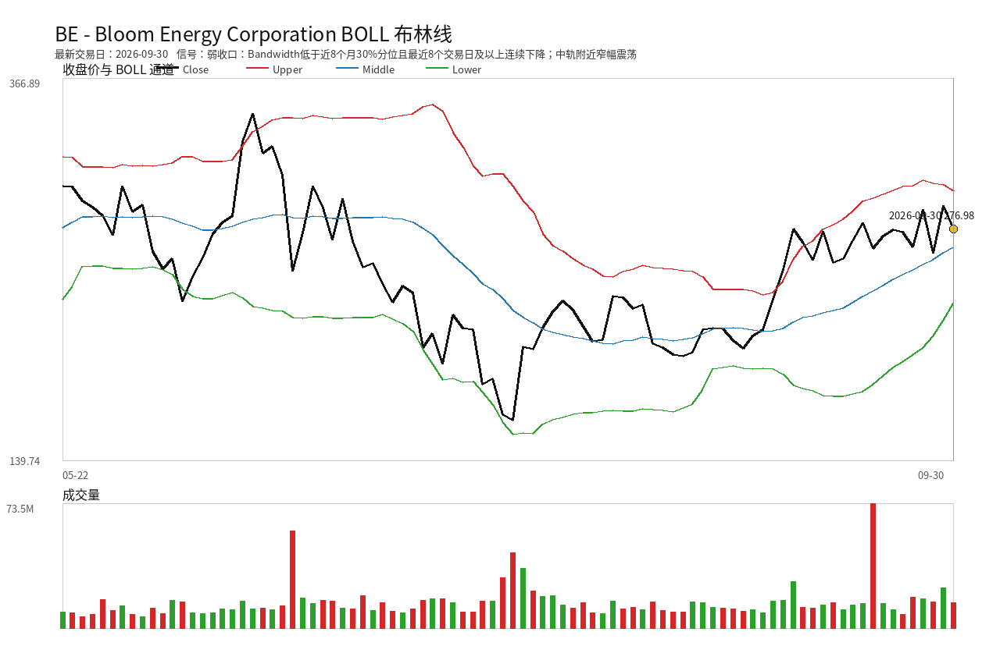 BE - Bloom Energy Corporation BOLL 布林线
最新交易日：2026-09-30 信号：弱收口：Bandwidth低于近8个月30%分位且最近8个交易日及以上连续下降；中轨附近窄幅震荡
收盘价与 BOLL 通道 Close Upper Middle Lower
366.89
2026-09-30 276.98
139.74
05-22 09-30
成交量
73.5M